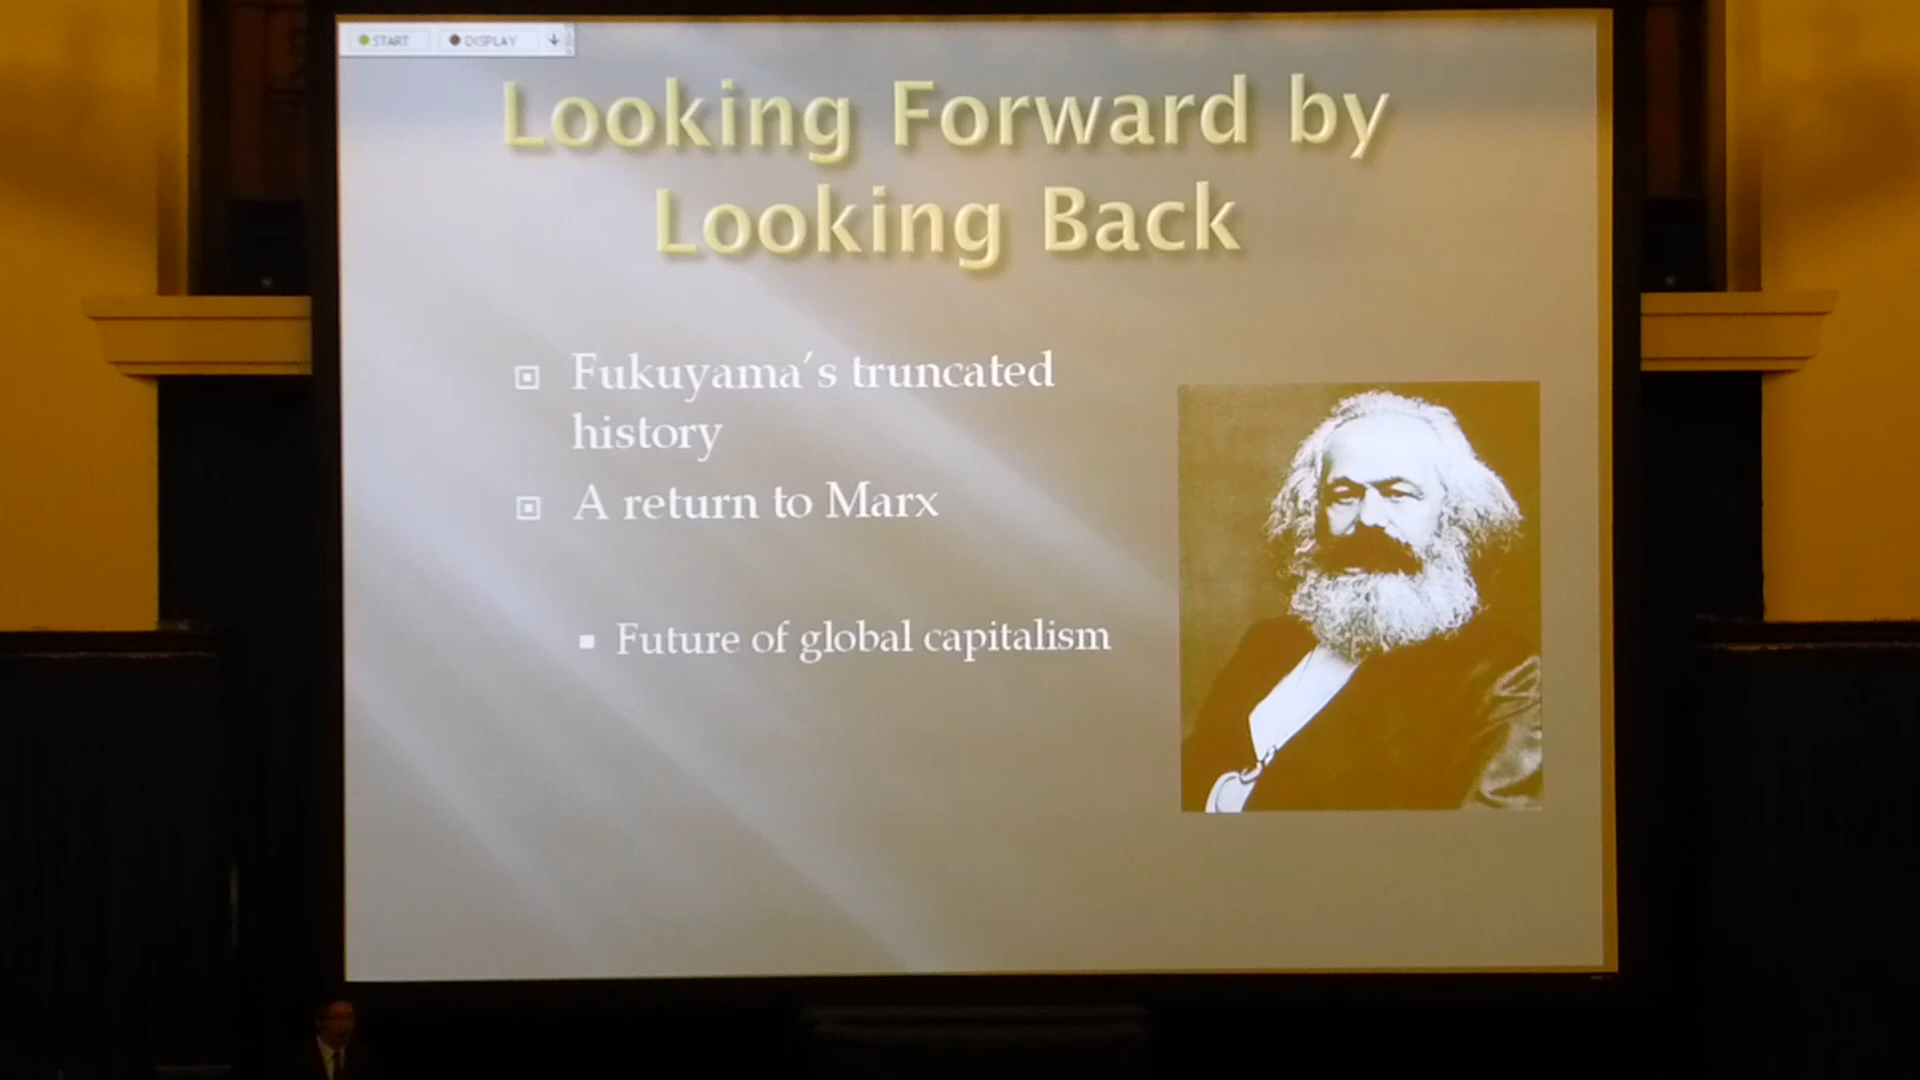 START DISPLAY
Looking Forward by
Looking Back
Fukuyama's truncated
history
A return to Marx
Future of global capitalism